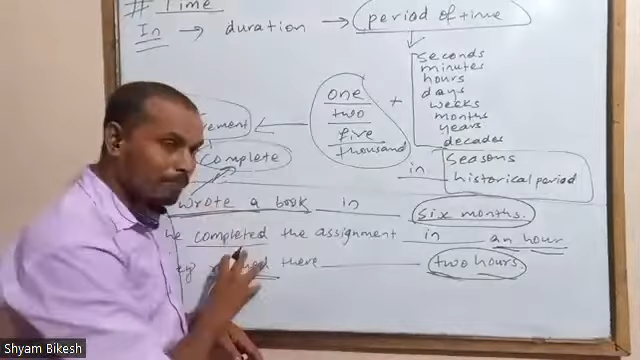 # Time
In → duration → period of time
seconds
minutes
hours
days
weeks
months
years
decades
one
two
five
thousand
+
complete
in
Seasons
historical period
wrote a book in six months.
completed the assignment in an hour
there two hours.
Shyam Bikesh